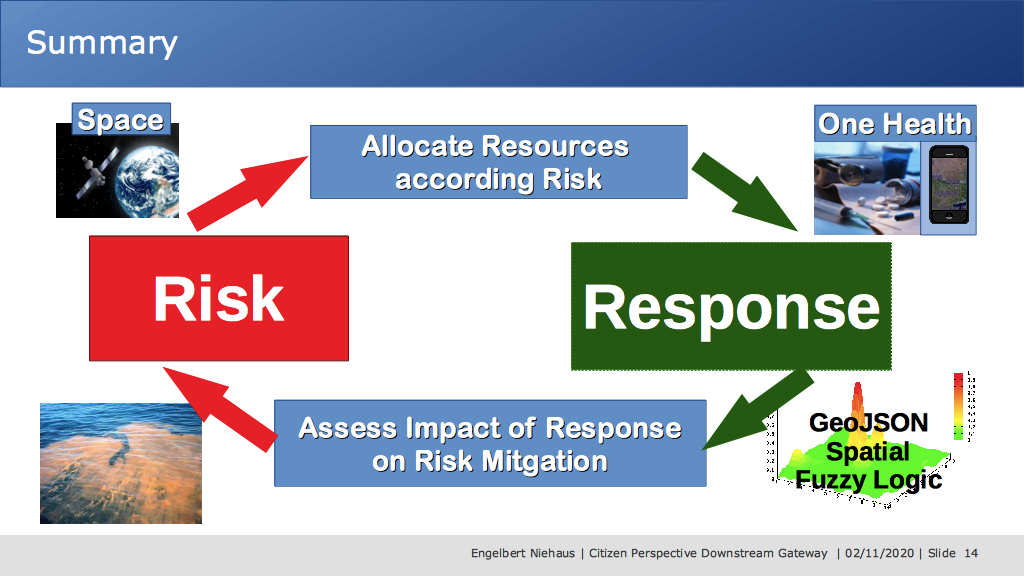 Summary
Space
Allocate Resources
according Risk
One Health
Risk
Response
Assess Impact of Response
on Risk Mitgation
GeoJSON
Spatial
Fuzzy Logic
Engelbert Niehaus | Citizen Perspective Downstream Gateway | 02/11/2020 | Slide 14